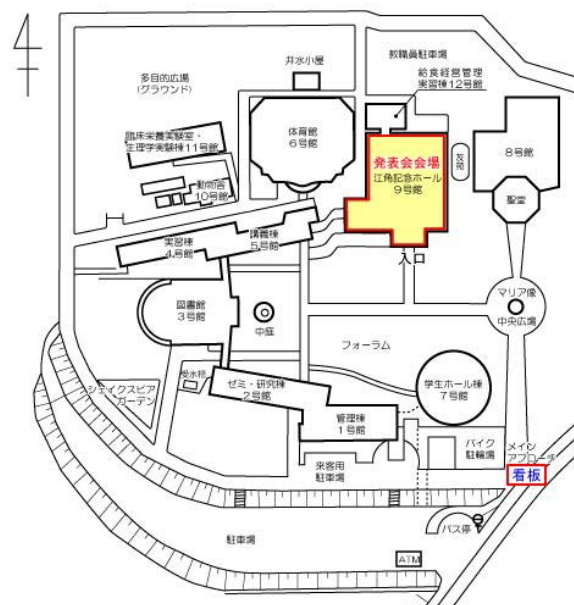 井水小屋
教職員駐車場
多目的広場
(グラウンド)
給食経営管理
実習棟12号館
体育館
6号館
臨床栄養実験室・
生理学実験棟11号館
発表会会場
江角記念ホール
9号館
友苑
8号館
動物舎
10号館
聖堂
講義棟
5号館
実習棟
4号館
入口
マリア像
中央広場
図書館
3号館
中庭
フォーラム
受水槽
シェイクスピア
ガーデン
ゼミ・研究棟
2号館
学生ホール棟
7号館
管理棟
1号館
来客用
駐車場
バイク
駐輪場
メイン
アプローチ
看板
バス停
駐車場
ATM